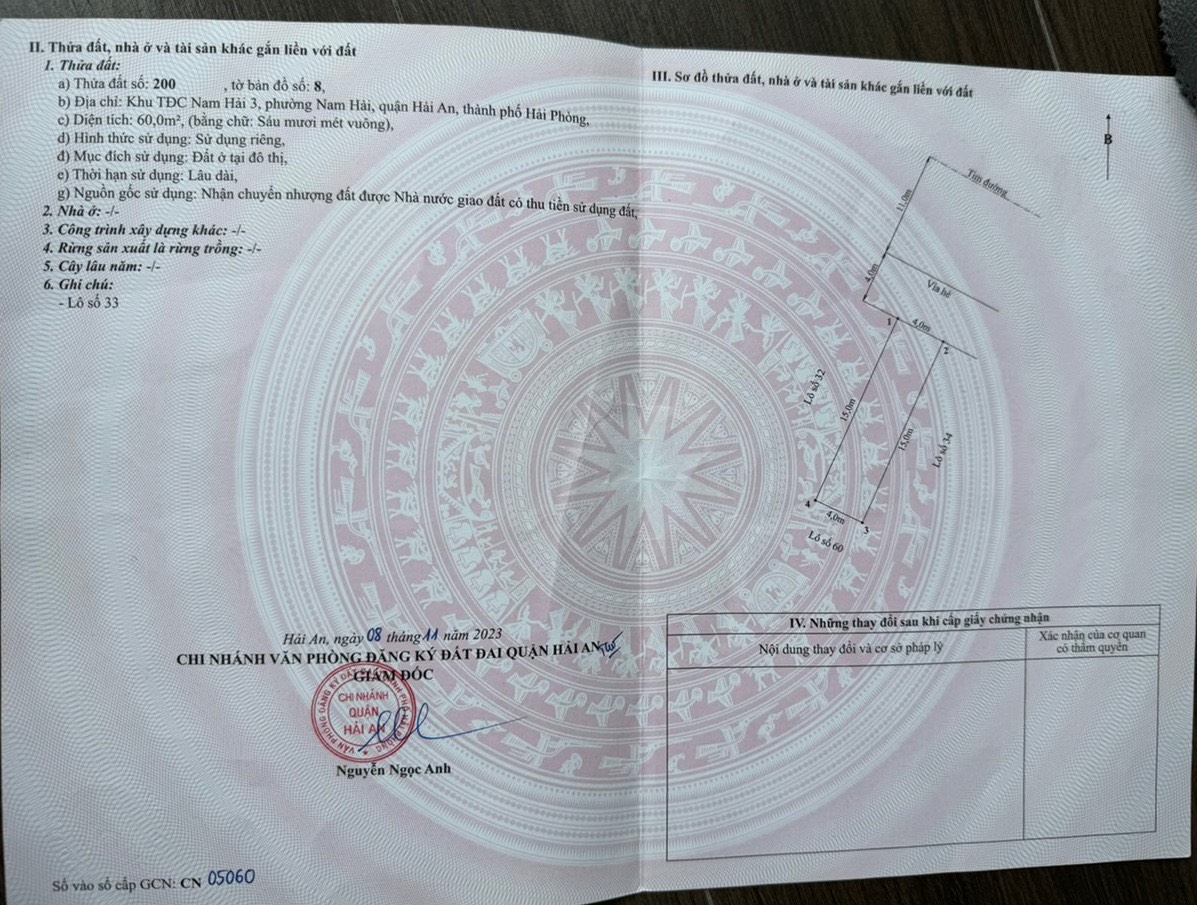 II. Thửa đất, nhà ở và tài sản khác gắn liền với đất
1. Thửa đất:
a) Thửa đất số: 200 , tờ bản đồ số: 8,
b) Địa chỉ: Khu TĐC Nam Hải 3, phường Nam Hải, quận Hải An, thành phố Hải Phòng,
c) Diện tích: 60,0m², (bằng chữ: Sáu mươi mét vuông),
d) Hình thức sử dụng: Sử dụng riêng,
đ) Mục đích sử dụng: Đất ở tại đô thị,
e) Thời hạn sử dụng: Lâu dài,
g) Nguồn gốc sử dụng: Nhận chuyển nhượng đất được Nhà nước giao đất có thu tiền sử dụng đất,
2. Nhà ở: -/-
3. Công trình xây dựng khác: -/-
4. Rừng sản xuất là rừng trồng: -/-
5. Cây lâu năm: -/-
6. Ghi chú:
- Lô số 33
Hải An, ngày 08 tháng 11 năm 2023
CHI NHÁNH VĂN PHÒNG ĐĂNG KÝ ĐẤT ĐAI QUẬN HẢI AN
GIÁM ĐỐC
CHI NHÁNH
QUẬN
HẢI AN
Nguyễn Ngọc Anh
Số vào sổ cấp GCN: CN 05060
III. Sơ đồ thửa đất, nhà ở và tài sản khác gắn liền với đất
B
Tim đường
11,0m
4,0m
Vỉa hè
1
4,0m
2
Lô số 32
15,0m
15,0m
Lô số 34
4
4,0m
3
Lô số 60
IV. Những thay đổi sau khi cấp giấy chứng nhận
Nội dung thay đổi và cơ sở pháp lý
Xác nhận của cơ quan
có thẩm quyền